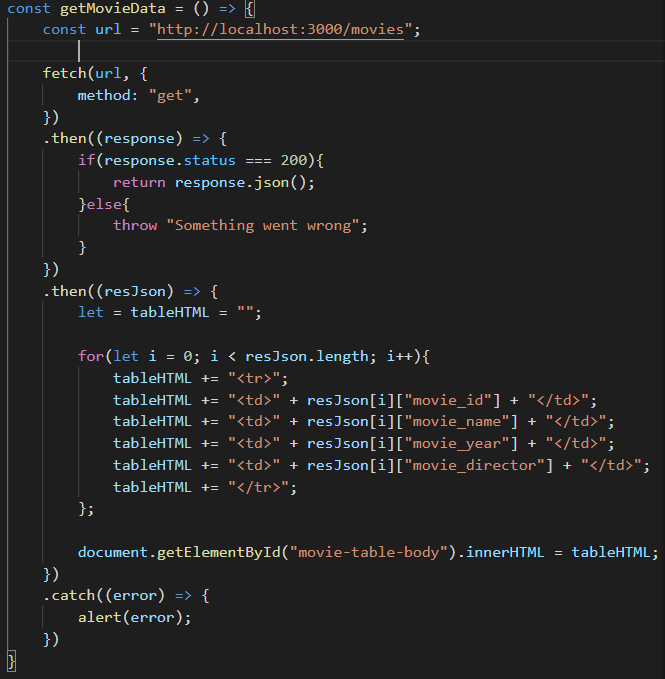 const getMovieData = () => {
    const url = "http://localhost:3000/movies";

    fetch(url, {
        method: "get",
    })
    .then((response) => {
        if(response.status === 200){
            return response.json();
        }else{
            throw "Something went wrong";
        }
    })
    .then((resJson) => {
        let = tableHTML = "";

        for(let i = 0; i < resJson.length; i++){
            tableHTML += "<tr>";
            tableHTML += "<td>" + resJson[i]["movie_id"] + "</td>";
            tableHTML += "<td>" + resJson[i]["movie_name"] + "</td>";
            tableHTML += "<td>" + resJson[i]["movie_year"] + "</td>";
            tableHTML += "<td>" + resJson[i]["movie_director"] + "</td>";
            tableHTML += "</tr>";
        };

        document.getElementById("movie-table-body").innerHTML = tableHTML;
    })
    .catch((error) => {
        alert(error);
    })
}